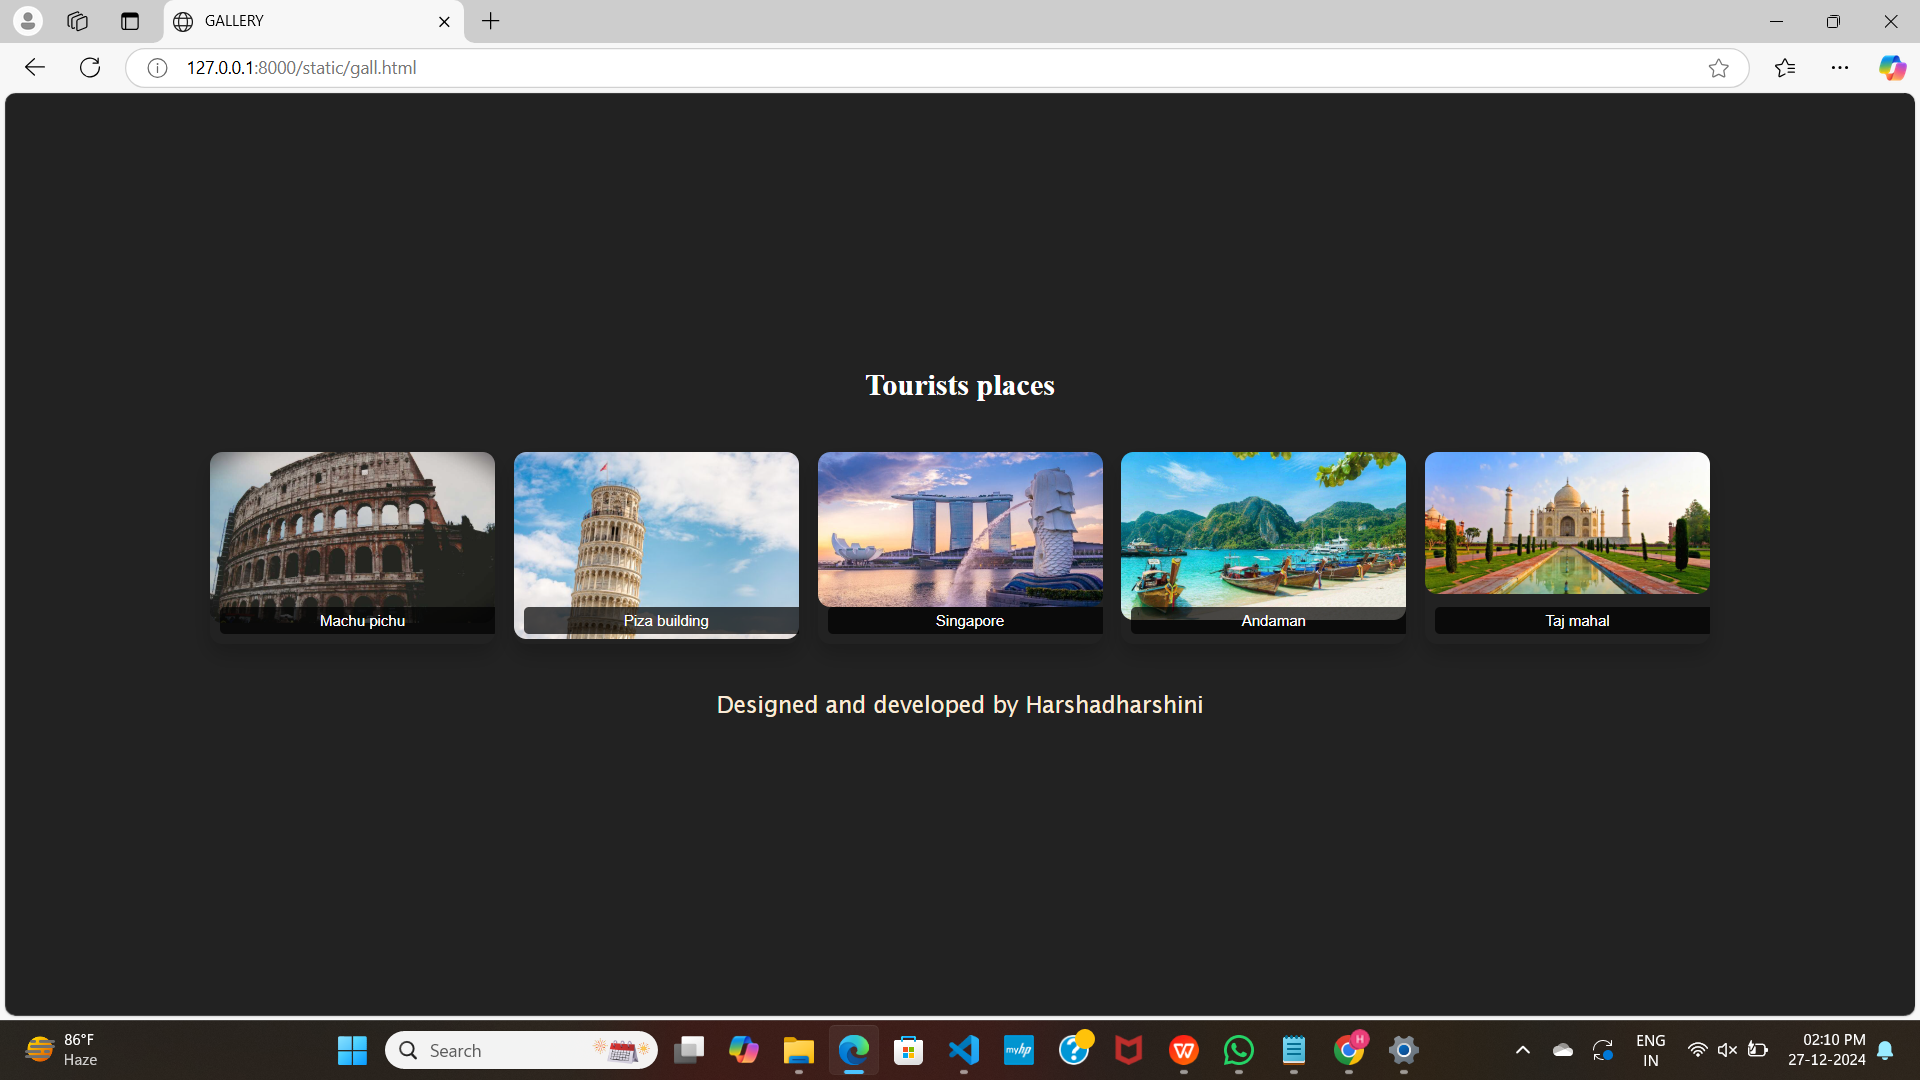 GALLERY
127.0.0.1:8000/static/gall.html
Tourists places
Machu pichu
Piza building
Singapore
Andaman
Taj mahal
Designed and developed by Harshadharshini
86°F
Haze
Search
myhp
H
ENG
IN
02:10 PM
27-12-2024